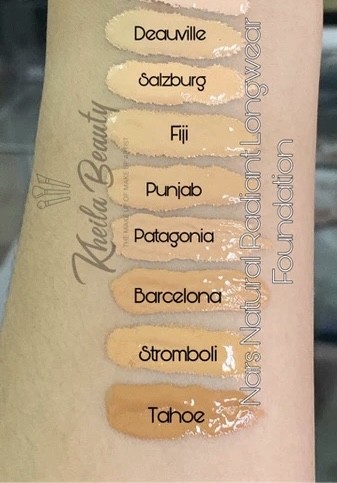 Deauville
Salzburg
Fiji
Punjab
Patagonia
Barcelona
Stromboli
Tahoe
Nars Natural Radiant Longwear
Foundation
Kheila Beauty